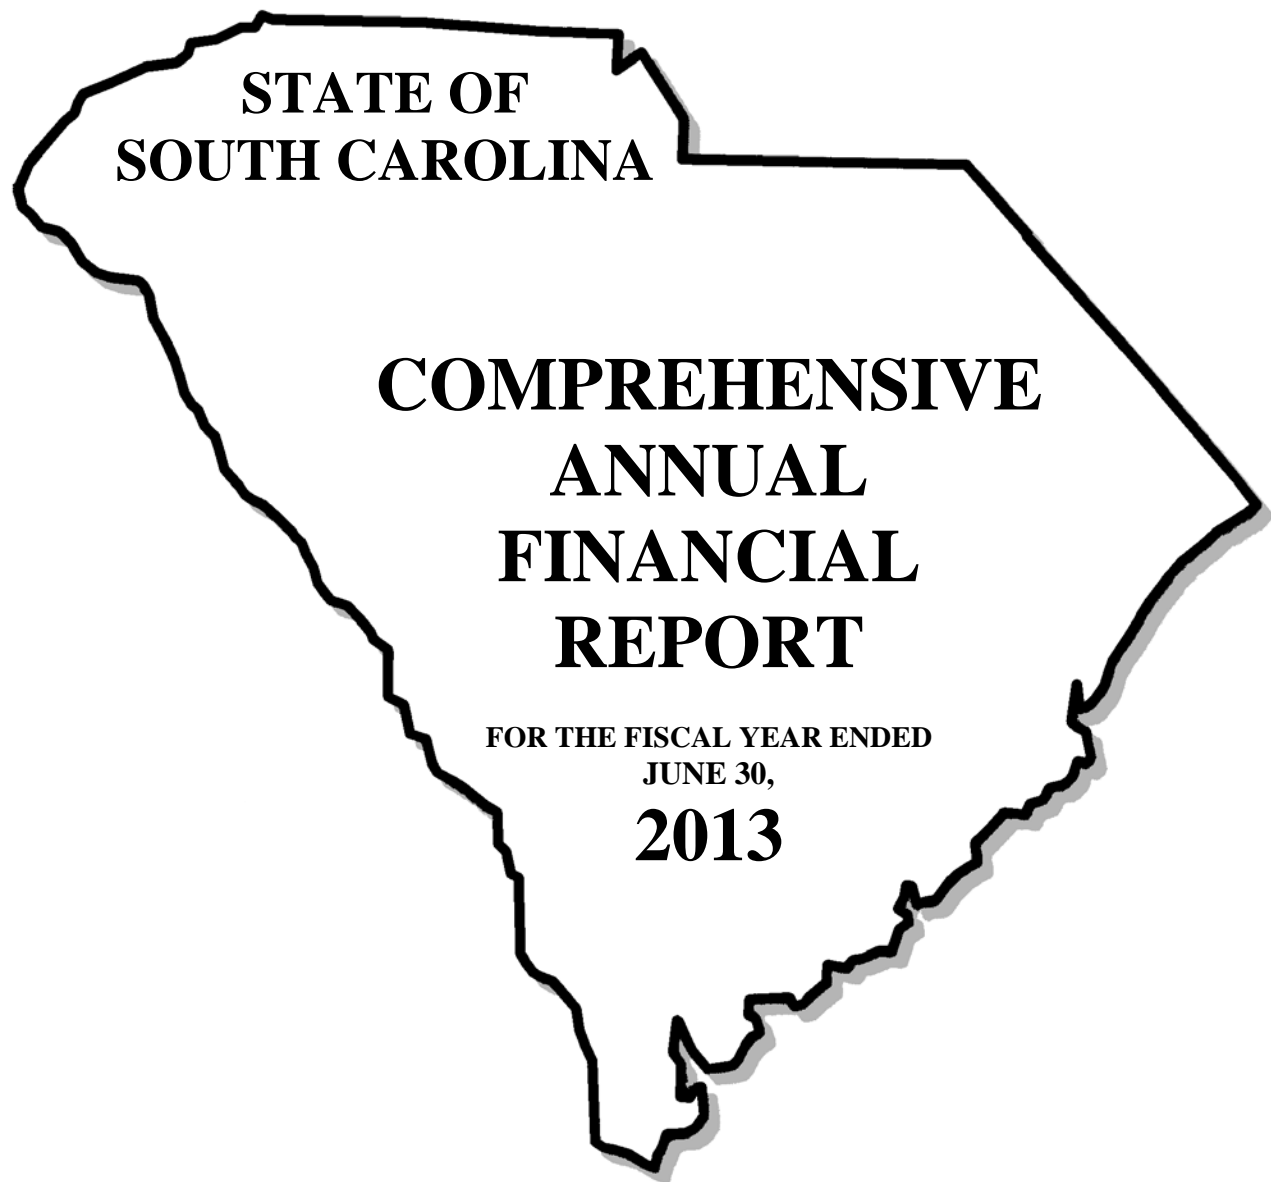 STATE OF
SOUTH CAROLINA
COMPREHENSIVE
ANNUAL
FINANCIAL
REPORT
FOR THE FISCAL YEAR ENDED
JUNE 30,
2013